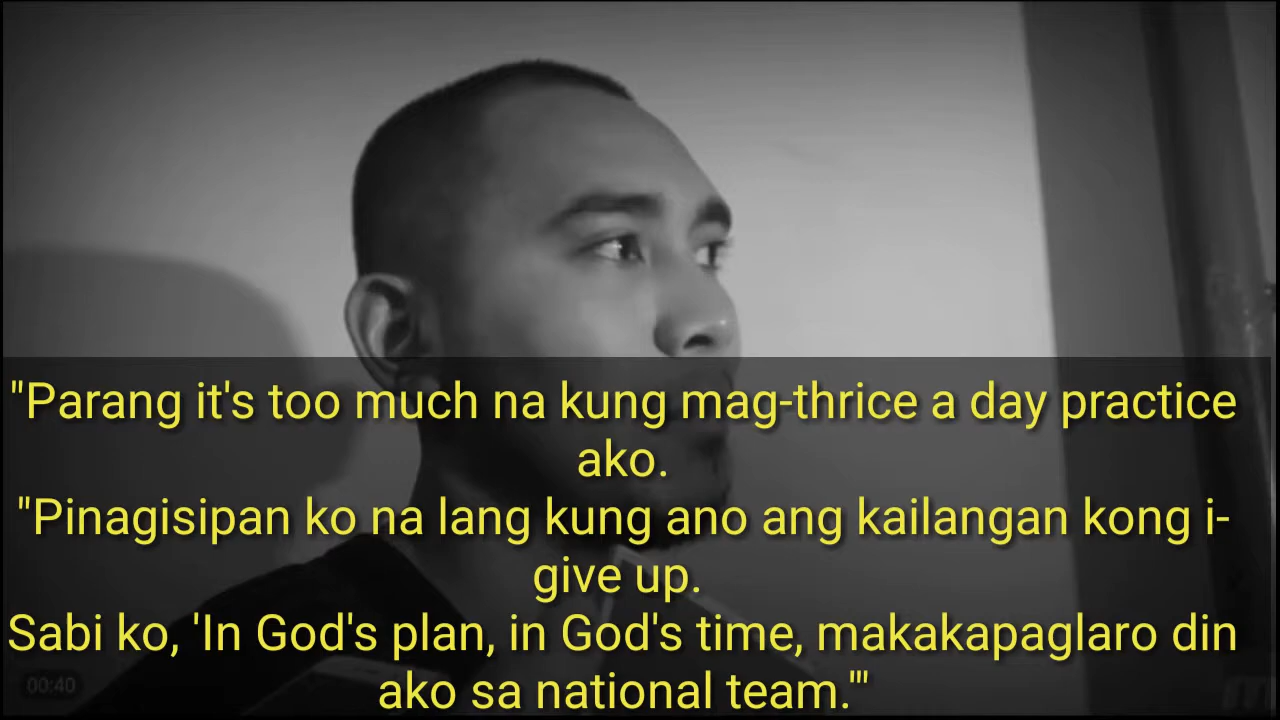 "Parang it's too much na kung mag-thrice a day practice
ako.
"Pinagisipan ko na lang kung ano ang kailangan kong i-
give up.
Sabi ko, 'In God's plan, in God's time, makakapaglaro din
ako sa national team.'"
00:40